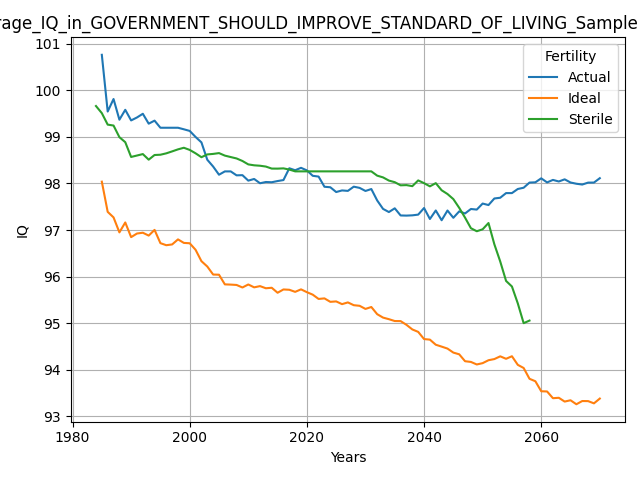 rage_IQ_in_GOVERNMENT_SHOULD_IMPROVE_STANDARD_OF_LIVING_Sample
101
100
99
98
97
96
95
94
93
IQ
1980
2000
2020
2040
2060
Years
Fertility
Actual
Ideal
Sterile